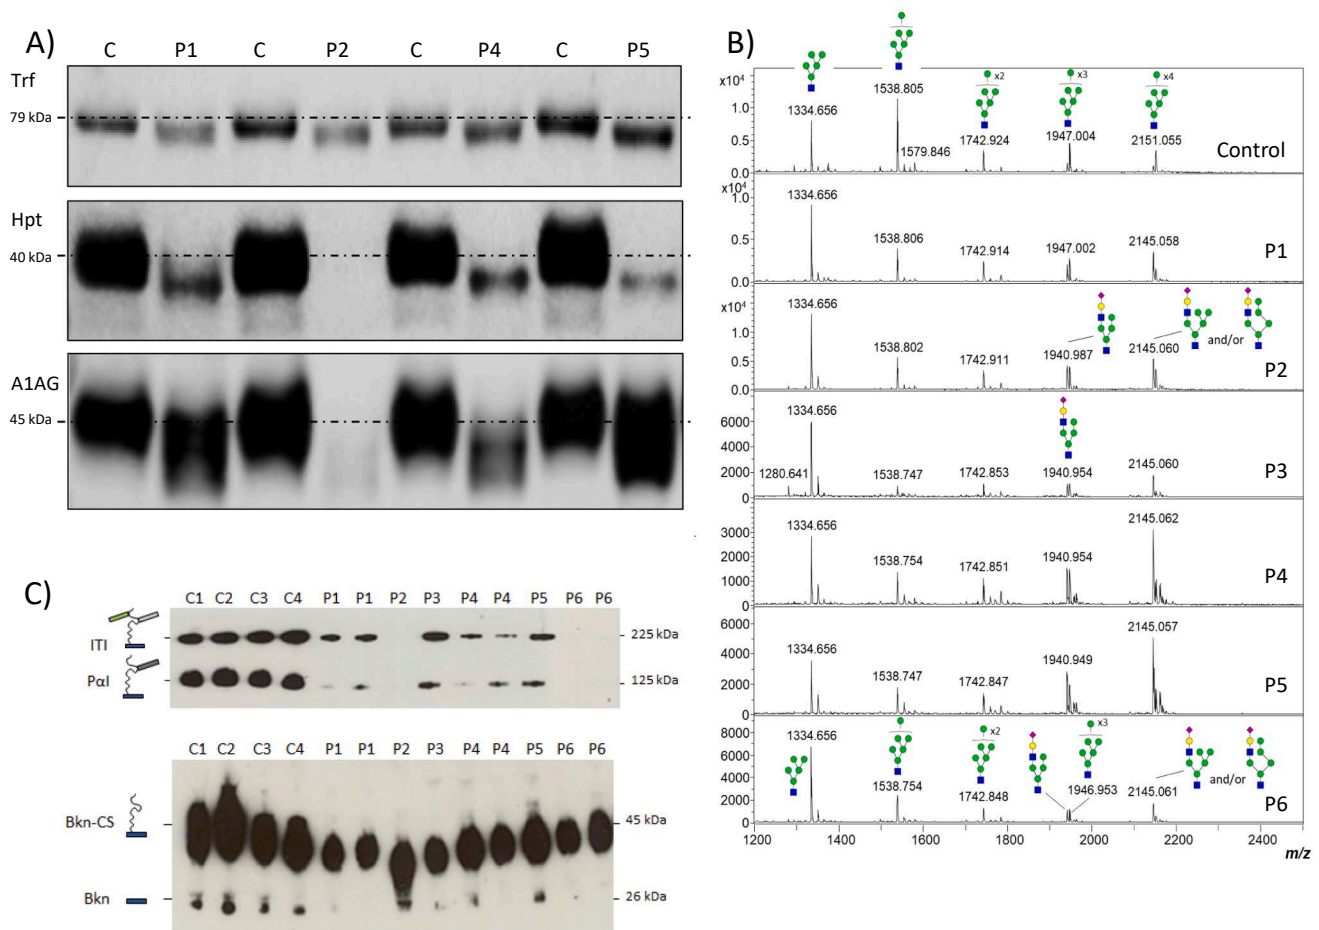 A)
C P1 C P2 C P4 C P5
Trf
79 kDa
Hpt
40 kDa
A1AG
45 kDa
B)
x10⁴
1.0
0.5
0.0
1334.656
1538.805
1579.846
x2
1742.924
x3
1947.004
x4
2151.055
Control
x10⁴
1.0
0.5
0.0
1334.656
1538.806
1742.914
1947.002
2145.058
P1
x10⁴
1.0
0.5
0.0
1334.656
1538.802
1742.911
1940.987
2145.060
and/or
P2
6000
4000
2000
0
1280.641
1334.656
1538.747
1742.853
1940.954
2145.060
P3
3000
2000
1000
0
1334.656
1538.754
1742.851
1940.954
2145.062
P4
6000
4000
2000
0
1334.656
1538.747
1742.847
1940.949
2145.057
P5
8000
6000
4000
2000
0
1334.656
1538.754
x2
1742.848
x3
1946.953
2145.061
and/or
P6
1200 1400 1600 1800 2000 2200 2400
m/z
C)
C1 C2 C3 C4 P1 P1 P2 P3 P4 P4 P5 P6 P6
ITI
225 kDa
PαI
125 kDa
C1 C2 C3 C4 P1 P1 P2 P3 P4 P4 P5 P6 P6
Bkn-CS
45 kDa
Bkn
26 kDa